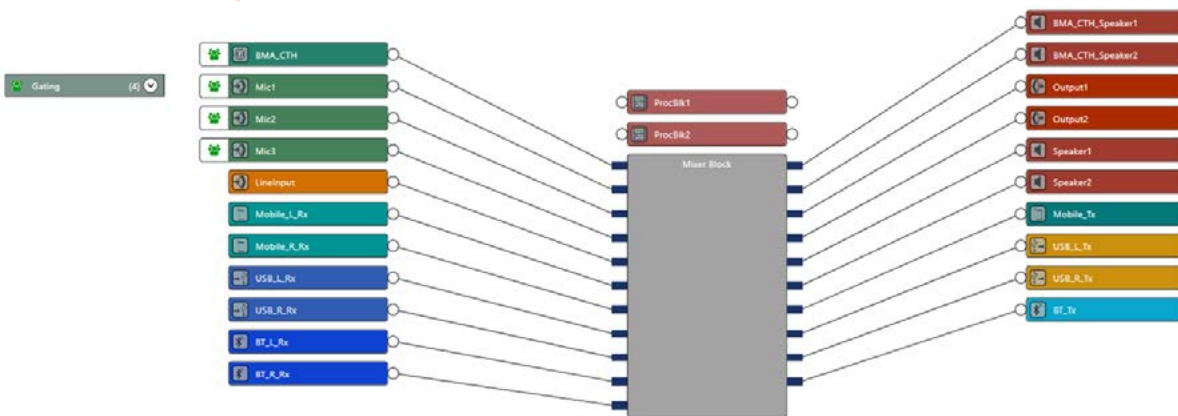 Gating (4)
BMA_CTH
Mic1
Mic2
Mic3
LineInput
Mobile_L_Rx
Mobile_R_Rx
USB_L_Rx
USB_R_Rx
BT_L_Rx
BT_R_Rx
ProcBlk1
ProcBlk2
Mixer Block
BMA_CTH_Speaker1
BMA_CTH_Speaker2
Output1
Output2
Speaker1
Speaker2
Mobile_Tx
USB_L_Tx
USB_R_Tx
BT_Tx